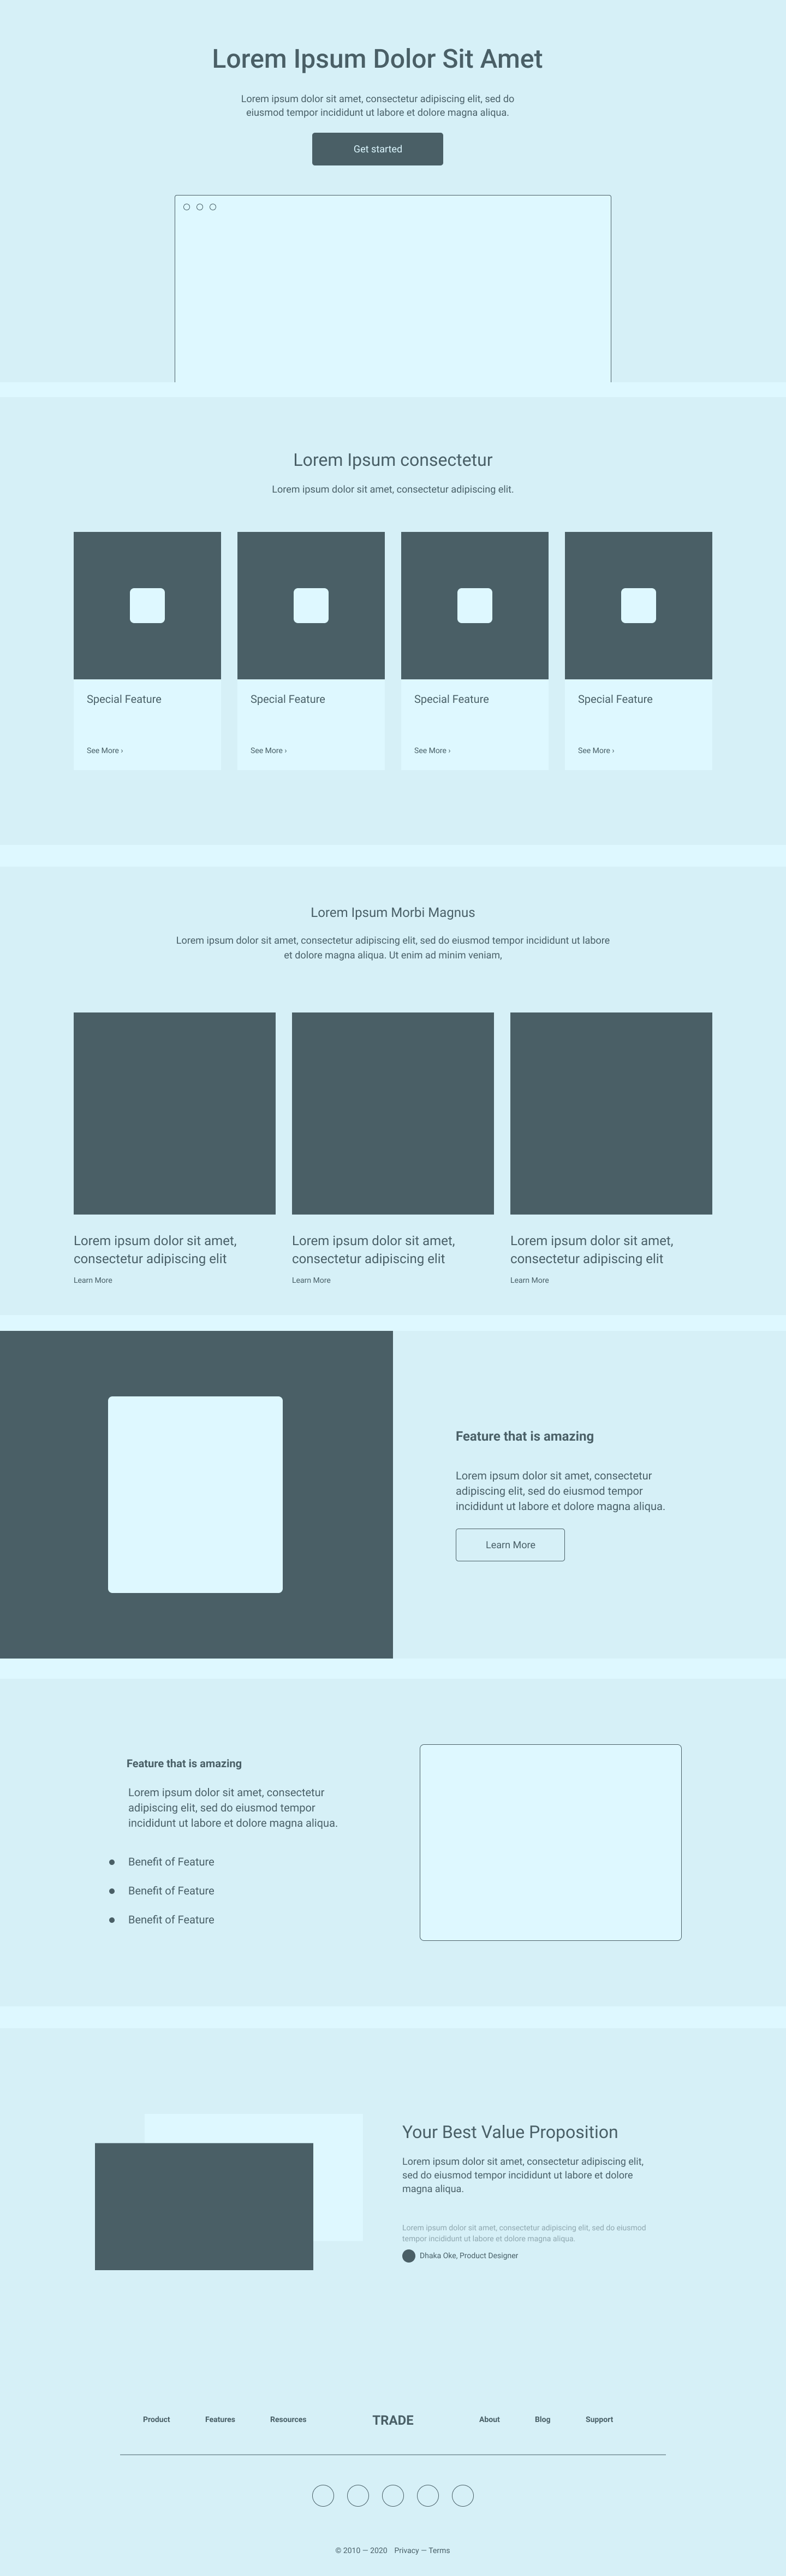 Lorem Ipsum Dolor Sit Amet
Lorem ipsum dolor sit amet, consectetur adipiscing elit, sed do
eiusmod tempor incididunt ut labore et dolore magna aliqua.
Get started
Lorem Ipsum consectetur
Lorem ipsum dolor sit amet, consectetur adipiscing elit.
Special Feature
See More ›
Special Feature
See More ›
Special Feature
See More ›
Special Feature
See More ›
Lorem Ipsum Morbi Magnus
Lorem ipsum dolor sit amet, consectetur adipiscing elit, sed do eiusmod tempor incididunt ut labore
et dolore magna aliqua. Ut enim ad minim veniam,
Lorem ipsum dolor sit amet,
consectetur adipiscing elit
Learn More
Lorem ipsum dolor sit amet,
consectetur adipiscing elit
Learn More
Lorem ipsum dolor sit amet,
consectetur adipiscing elit
Learn More
Feature that is amazing
Lorem ipsum dolor sit amet, consectetur
adipiscing elit, sed do eiusmod tempor
incididunt ut labore et dolore magna aliqua.
Learn More
Feature that is amazing
Lorem ipsum dolor sit amet, consectetur
adipiscing elit, sed do eiusmod tempor
incididunt ut labore et dolore magna aliqua.
Benefit of Feature
Benefit of Feature
Benefit of Feature
Your Best Value Proposition
Lorem ipsum dolor sit amet, consectetur adipiscing elit,
sed do eiusmod tempor incididunt ut labore et dolore
magna aliqua.
Lorem ipsum dolor sit amet, consectetur adipiscing elit, sed do eiusmod
tempor incididunt ut labore et dolore magna aliqua.
Dhaka Oke, Product Designer
Product Features Resources TRADE About Blog Support
© 2010 — 2020 Privacy — Terms